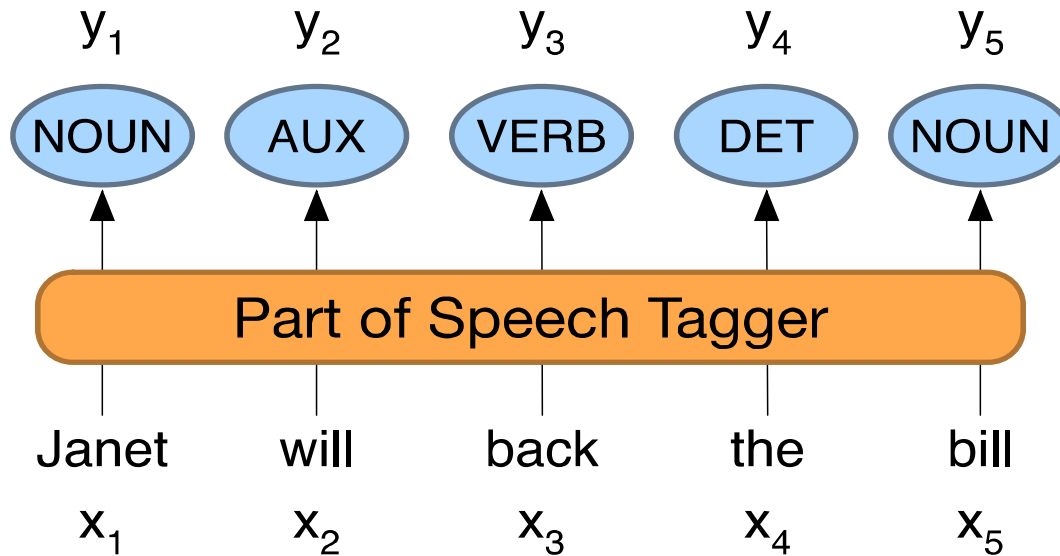 y₁ y₂ y₃ y₄ y₅
NOUN AUX VERB DET NOUN
Part of Speech Tagger
Janet will back the bill
x₁ x₂ x₃ x₄ x₅